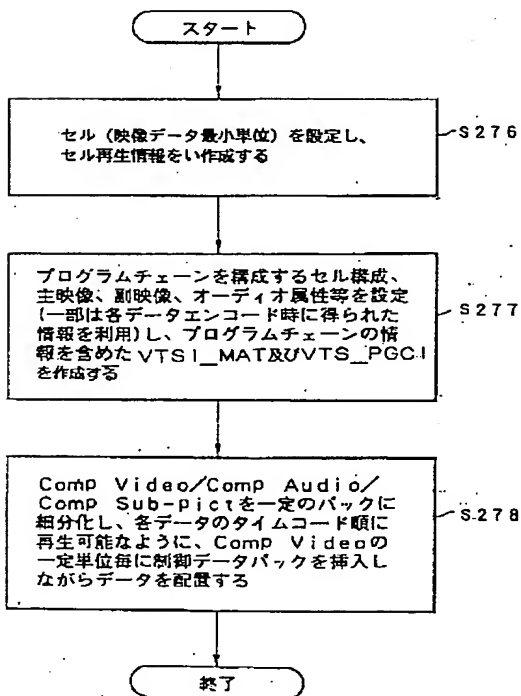 スタート
セル（映像データ最小単位）を設定し、
セル再生情報をい作成する
S276
プログラムチェーンを構成するセル構成、
主映像、副映像、オーディオ属性等を設定
(一部は各データエンコード時に得られた
情報を利用)し、プログラムチェーンの情
報を含めたVTSI_MAT及びVTS_PGCI
を作成する
S277
Comp Video/Comp Audio/
Comp Sub-pictを一定のパックに
細分化し、各データのタイムコード順に
再生可能なように、Comp Videoの
一定単位毎に制御データパックを挿入し
ながらデータを配置する
S278
終了